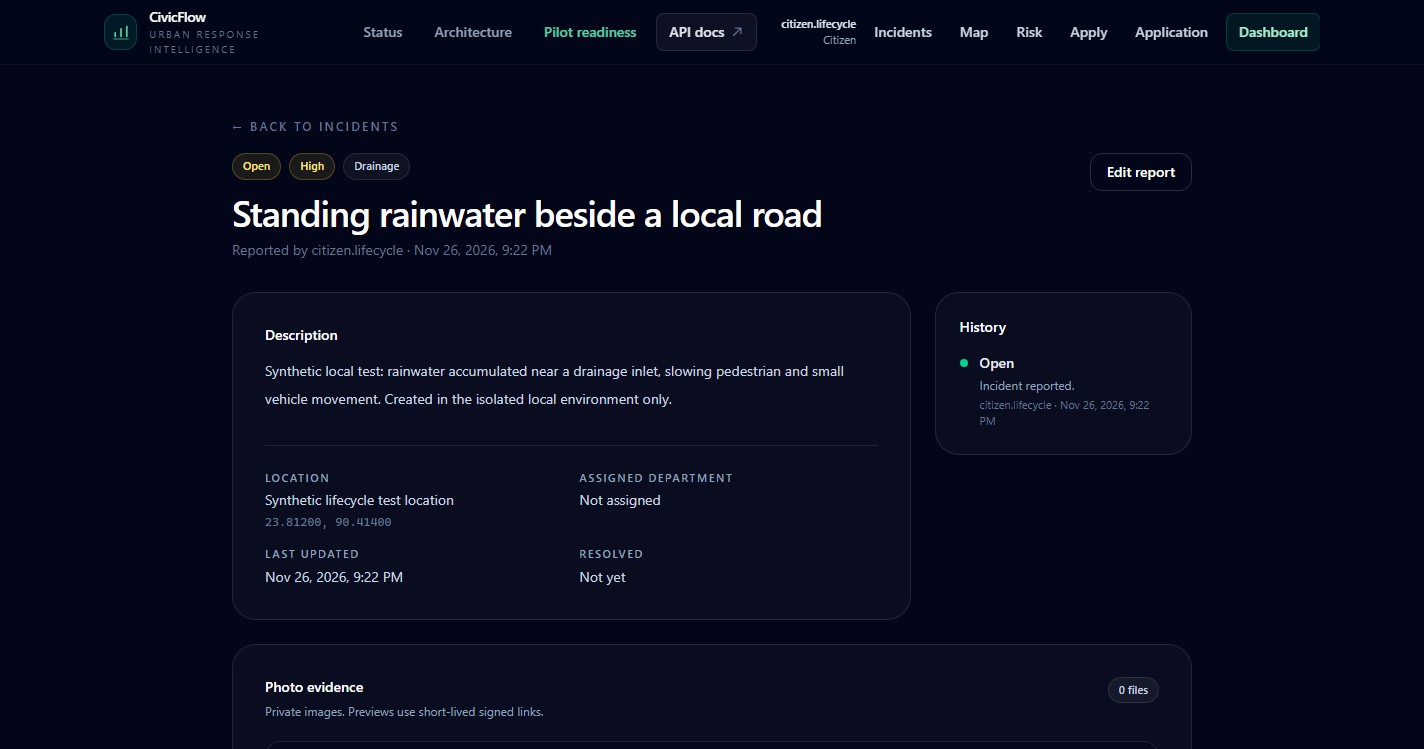 CivicFlow
URBAN RESPONSE
INTELLIGENCE
Status
Architecture
Pilot readiness
API docs ↗
citizen.lifecycle
Citizen
Incidents
Map
Risk
Apply
Application
Dashboard
← BACK TO INCIDENTS
Open
High
Drainage
Edit report
Standing rainwater beside a local road
Reported by citizen.lifecycle · Nov 26, 2026, 9:22 PM
Description
Synthetic local test: rainwater accumulated near a drainage inlet, slowing pedestrian and small
vehicle movement. Created in the isolated local environment only.
LOCATION
Synthetic lifecycle test location
23.81200, 90.41400
ASSIGNED DEPARTMENT
Not assigned
LAST UPDATED
Nov 26, 2026, 9:22 PM
RESOLVED
Not yet
History
Open
Incident reported.
citizen.lifecycle · Nov 26, 2026, 9:22
PM
Photo evidence
Private images. Previews use short-lived signed links.
0 files